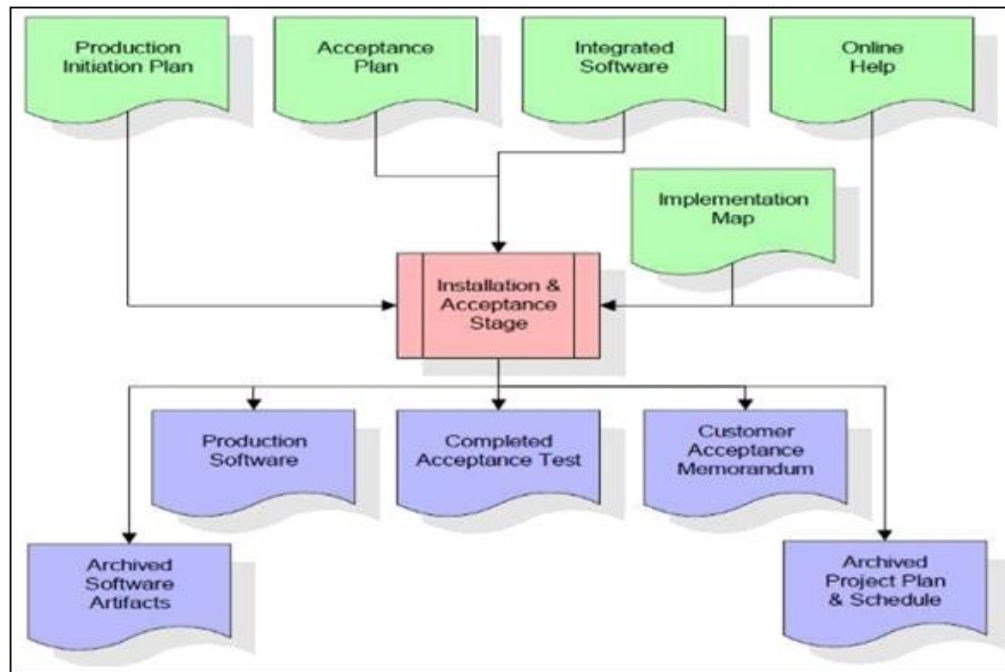 Production
Initiation Plan
Acceptance
Plan
Integrated
Software
Online
Help
Implementation
Map
Installation &
Acceptance
Stage
Production
Software
Completed
Acceptance Test
Customer
Acceptance
Memorandum
Archived
Software
Artifacts
Archived
Project Plan
& Schedule